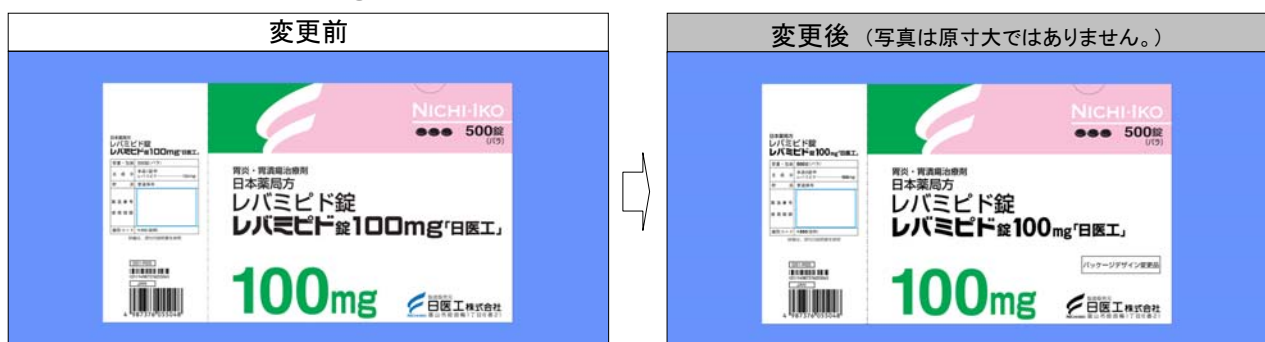 変更前
NICHI-IKO
500錠
(バラ)
日本薬局方
レバミピド錠
レバミピド錠100mg「日医工」
胃炎・胃潰瘍治療剤
日本薬局方
レバミピド錠
レバミピド錠100mg「日医工」
100mg
日医工株式会社
4 987376 055048
変更後 (写真は原寸大ではありません。)
NICHI-IKO
500錠
(バラ)
日本薬局方
レバミピド錠
レバミピド錠100mg「日医工」
胃炎・胃潰瘍治療剤
日本薬局方
レバミピド錠
レバミピド錠100mg「日医工」
パッケージデザイン変更品
100mg
日医工株式会社
4 987376 055048